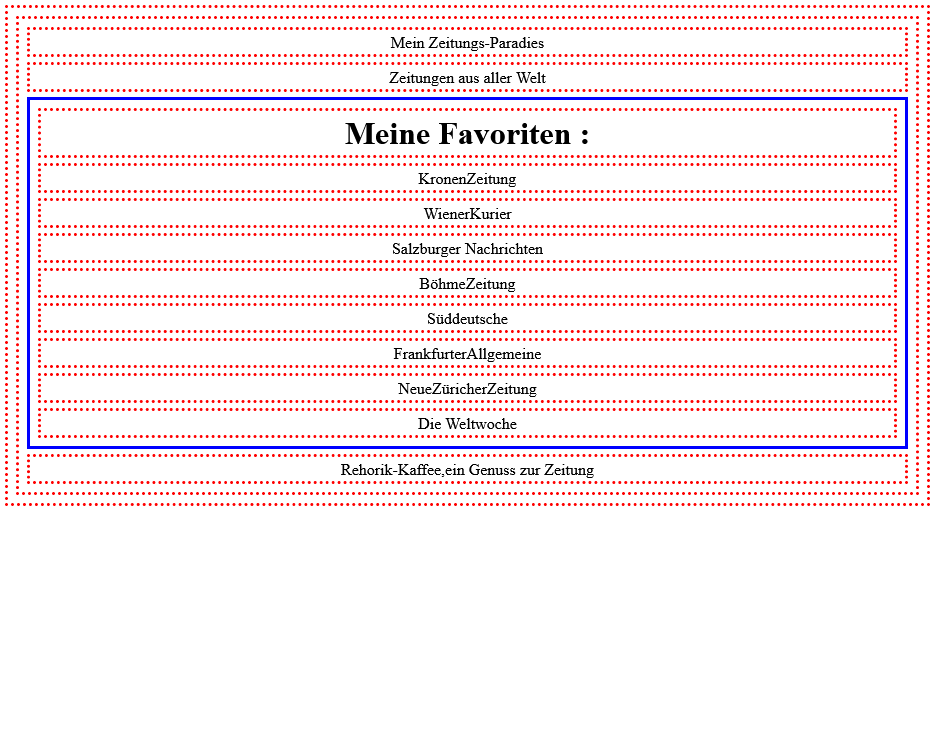 Mein Zeitungs-Paradies
Zeitungen aus aller Welt
Meine Favoriten :
KronenZeitung
WienerKurier
Salzburger Nachrichten
BöhmeZeitung
Süddeutsche
FrankfurterAllgemeine
NeueZüricherZeitung
Die Weltwoche
Rehorik-Kaffee,ein Genuss zur Zeitung